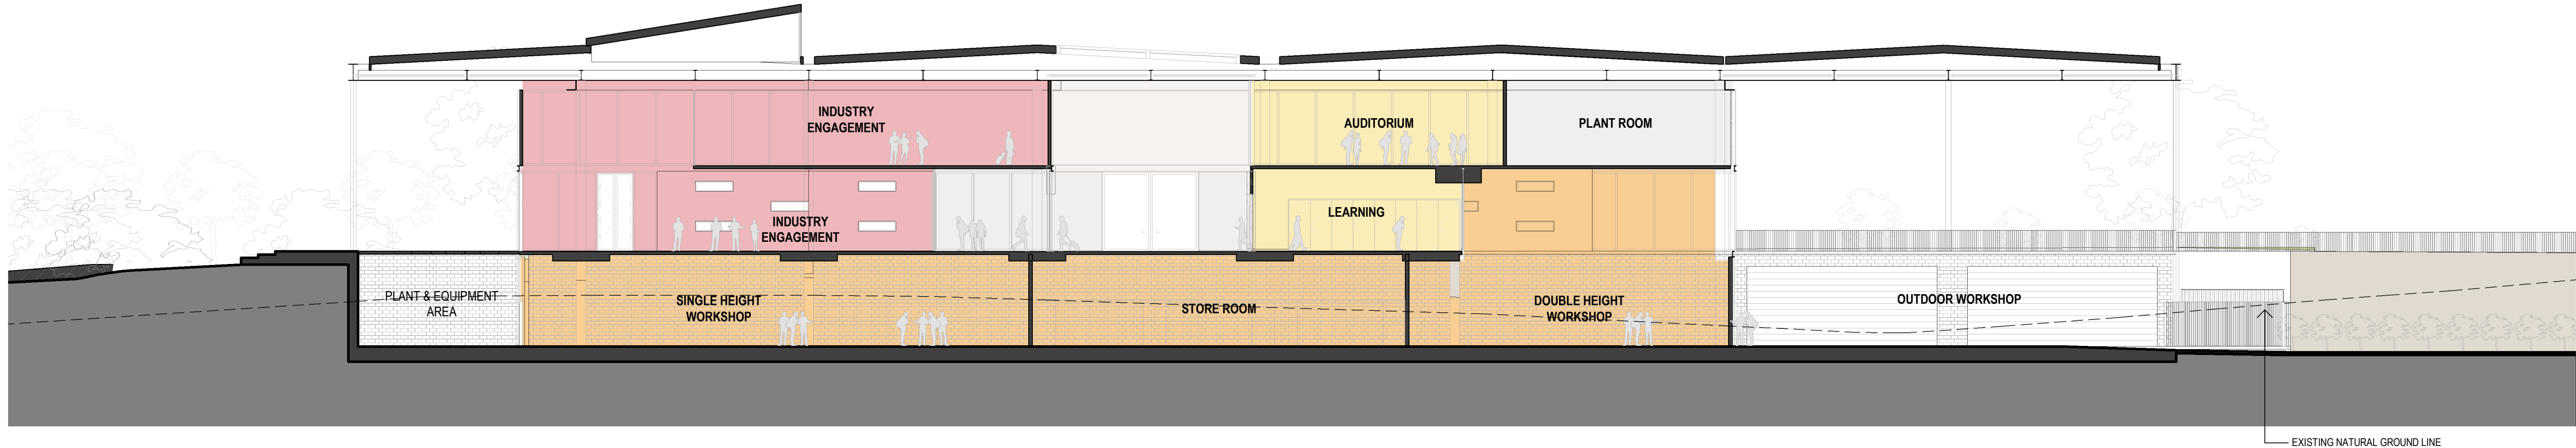 INDUSTRY
ENGAGEMENT
AUDITORIUM
PLANT ROOM
INDUSTRY
ENGAGEMENT
LEARNING
PLANT & EQUIPMENT
AREA
SINGLE HEIGHT
WORKSHOP
STORE ROOM
DOUBLE HEIGHT
WORKSHOP
OUTDOOR WORKSHOP
EXISTING NATURAL GROUND LINE